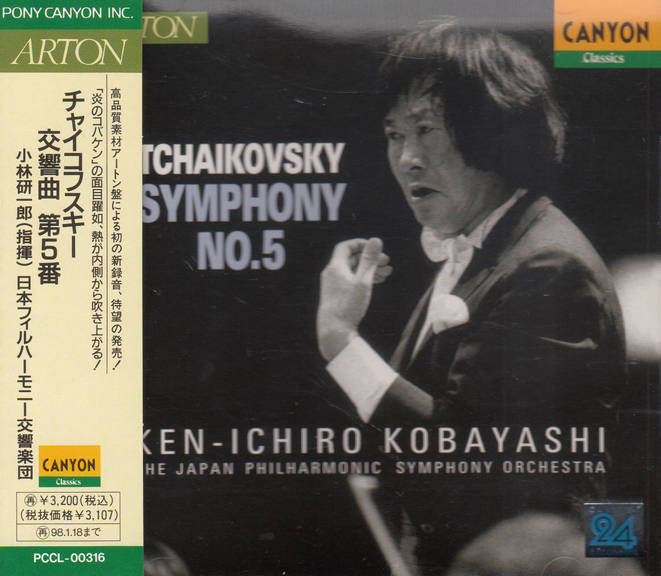 PONY CANYON INC.
ARTON
高品質素材アートン盤による初の新録音、待望の発売!
「炎のコバケン」の面目躍如、熱が内側から吹き上がる!
チャイコフスキー
交響曲 第5番
小林研一郎(指揮) 日本フィルハーモニー交響楽団
CANYON
Classics
再¥3,200(税込)
(税抜価格¥3,107)
再98.1.18まで
PCCL-00316
TON
CANYON
Classics
TCHAIKOVSKY
SYMPHONY
NO.5
KEN-ICHIRO KOBAYASHI
HE JAPAN PHILHARMONIC SYMPHONY ORCHESTRA
24